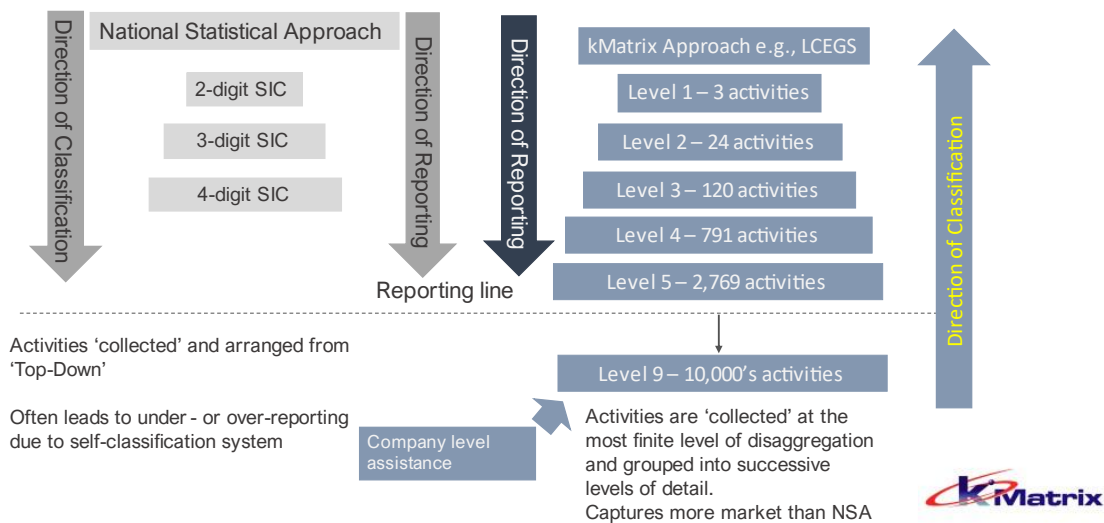 Direction of Classification
National Statistical Approach
2-digit SIC
3-digit SIC
4-digit SIC
Direction of Reporting
Direction of Reporting
kMatrix Approach e.g., LCEGS
Level 1 – 3 activities
Level 2 – 24 activities
Level 3 – 120 activities
Level 4 – 791 activities
Level 5 – 2,769 activities
Direction of Classification
Reporting line
Activities ‘collected’ and arranged from
‘Top-Down’
Often leads to under - or over-reporting
due to self-classification system
Level 9 – 10,000’s activities
Company level
assistance
Activities are ‘collected’ at the
most finite level of disaggregation
and grouped into successive
levels of detail.
Captures more market than NSA
kMatrix